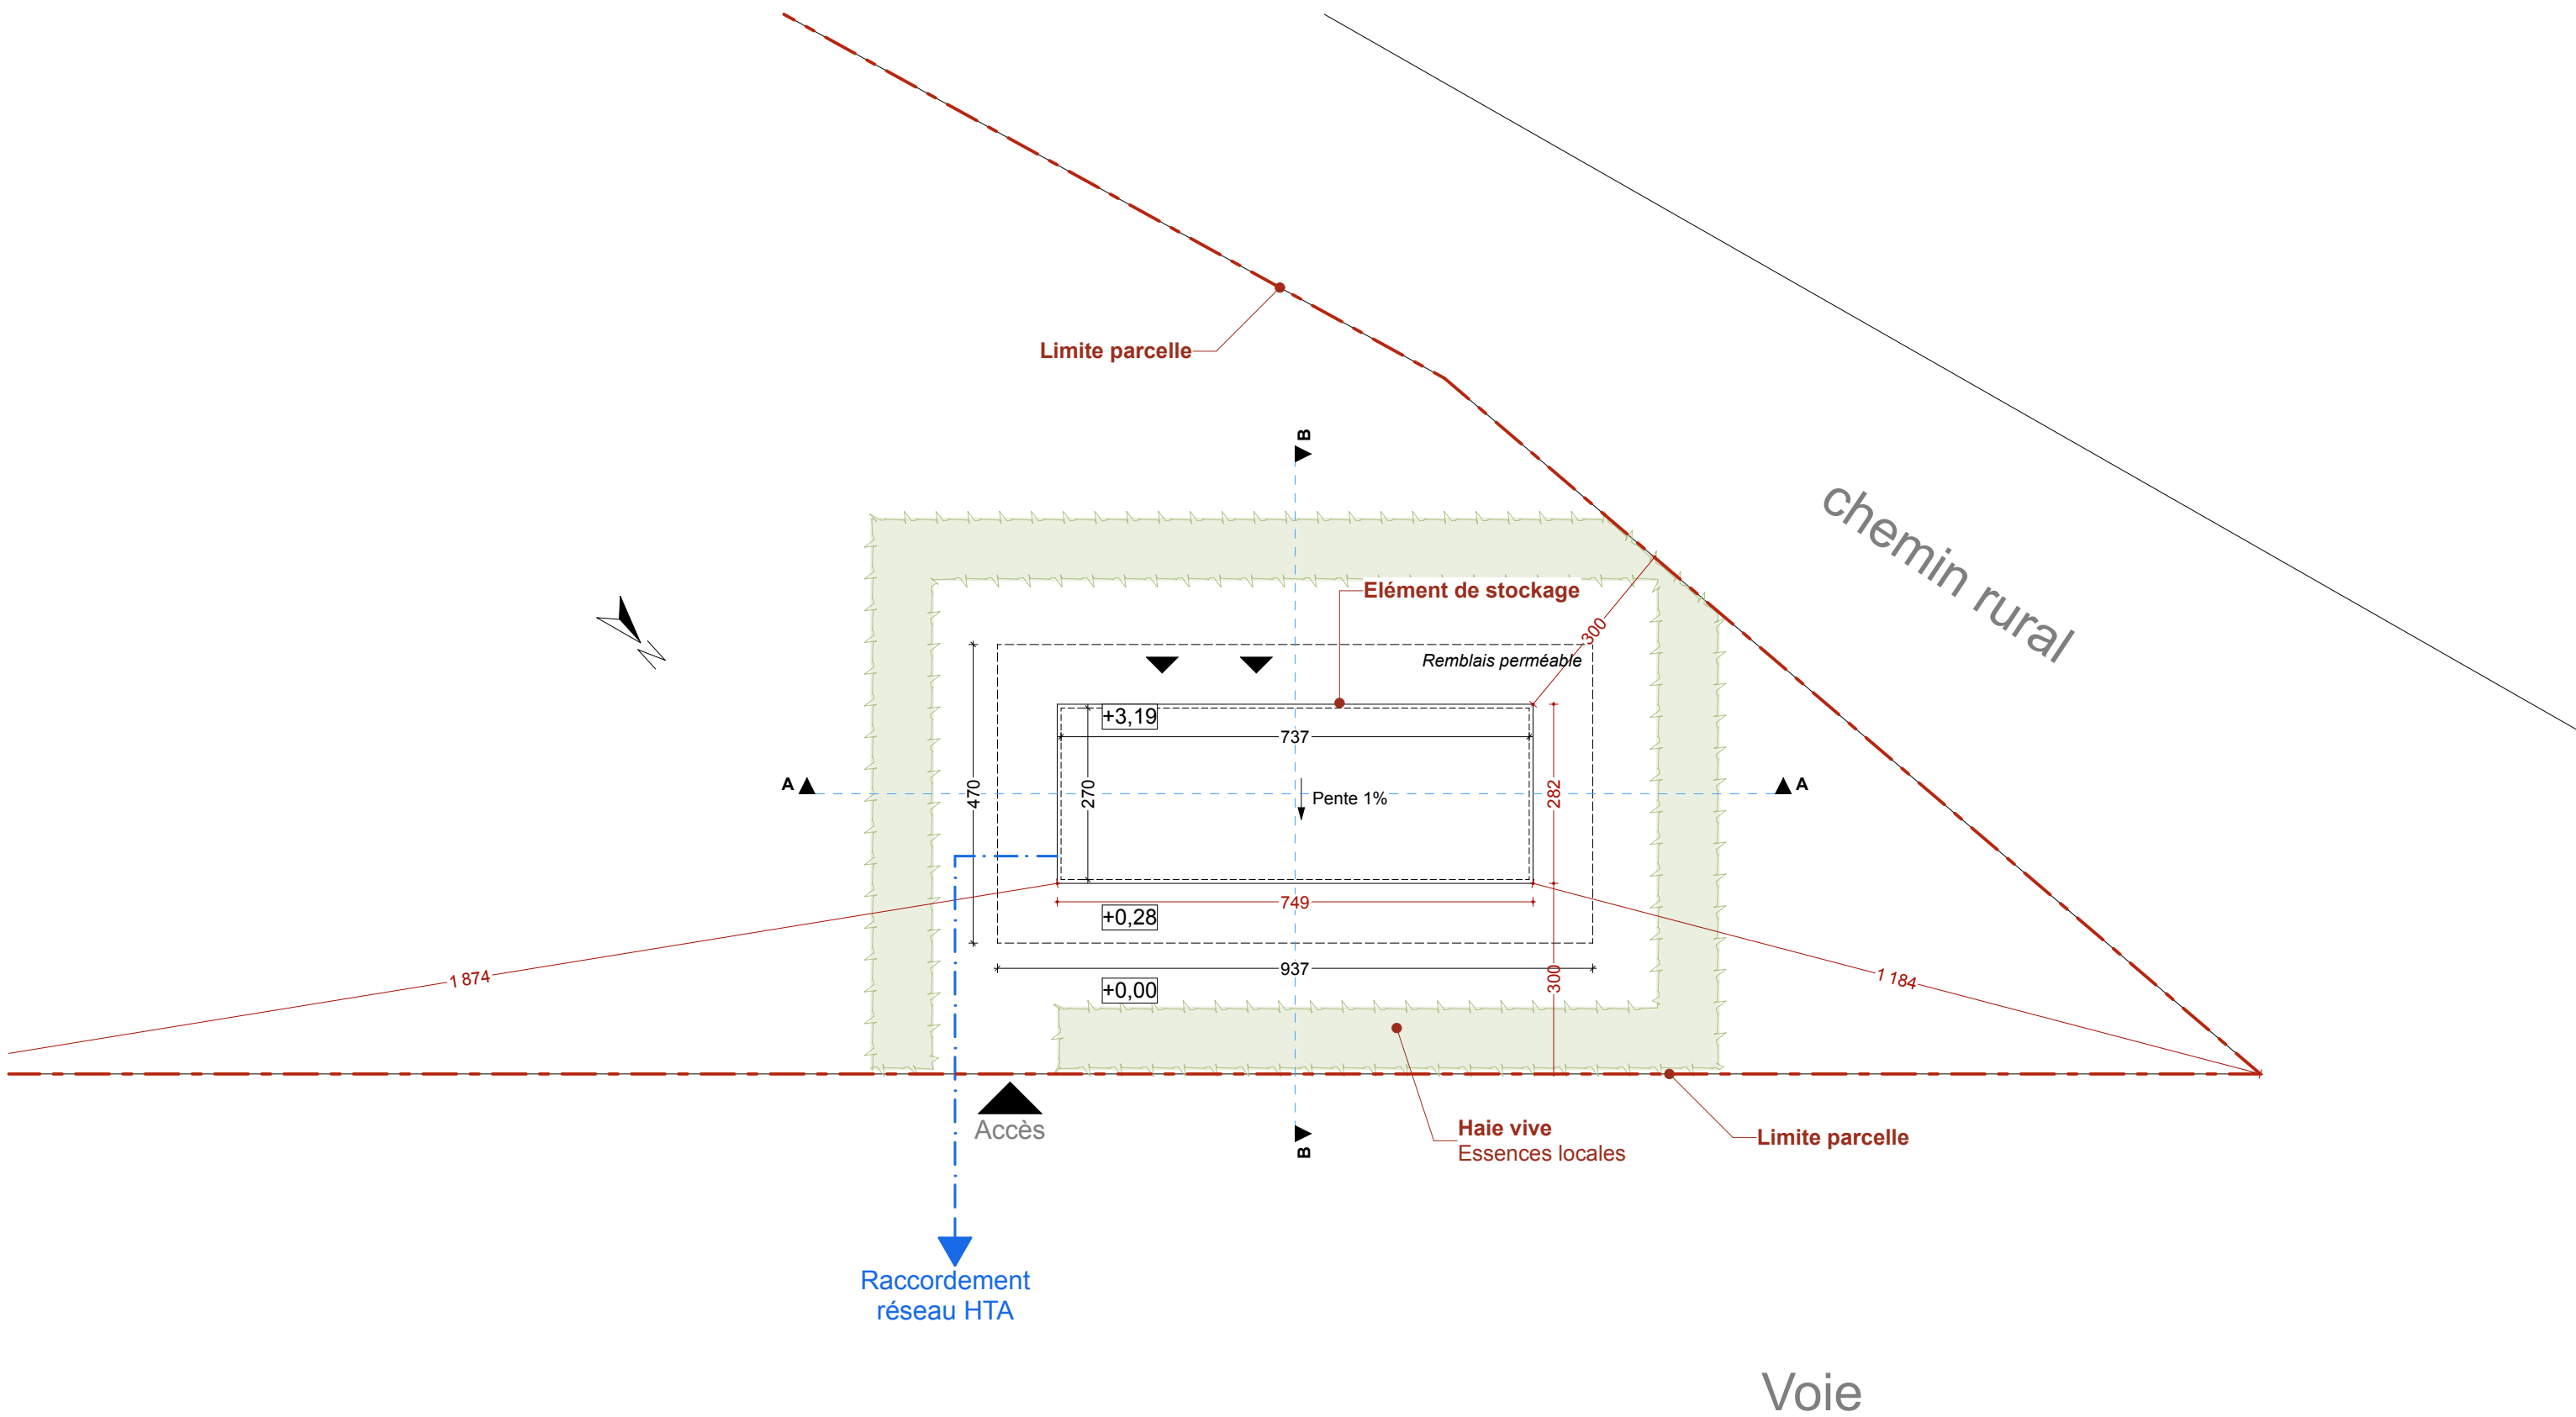 Limite parcelle
B
chemin rural
Elément de stockage
300
Remblais perméable
N
+3,19
737
A
470
270
Pente 1%
282
A
749
+0,28
1 874
937
300
1 184
+0,00
Accès
B
Haie vive
Essences locales
Limite parcelle
Raccordement
réseau HTA
Voie